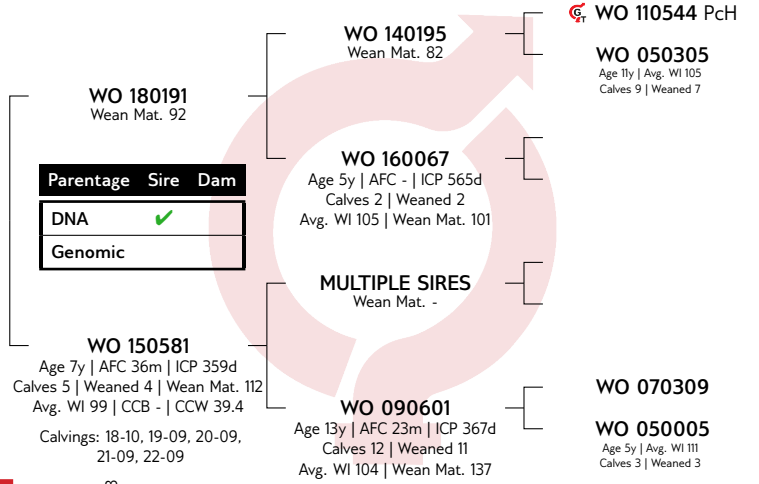 WO 110544 PcH
WO 140195
Wean Mat. 82
WO 050305
Age 11y | Avg. WI 105
Calves 9 | Weaned 7
WO 180191
Wean Mat. 92
WO 160067
Age 5y | AFC - | ICP 565d
Calves 2 | Weaned 2
Avg. WI 105 | Wean Mat. 101
Parentage Sire Dam
DNA ✔
Genomic
MULTIPLE SIRES
Wean Mat. -
WO 150581
Age 7y | AFC 36m | ICP 359d
Calves 5 | Weaned 4 | Wean Mat. 112
Avg. WI 99 | CCB - | CCW 39.4
Calvings: 18-10, 19-09, 20-09,
21-09, 22-09
WO 070309
WO 090601
Age 13y | AFC 23m | ICP 367d
Calves 12 | Weaned 11
Avg. WI 104 | Wean Mat. 137
WO 050005
Age 5y | Avg. WI 111
Calves 3 | Weaned 3